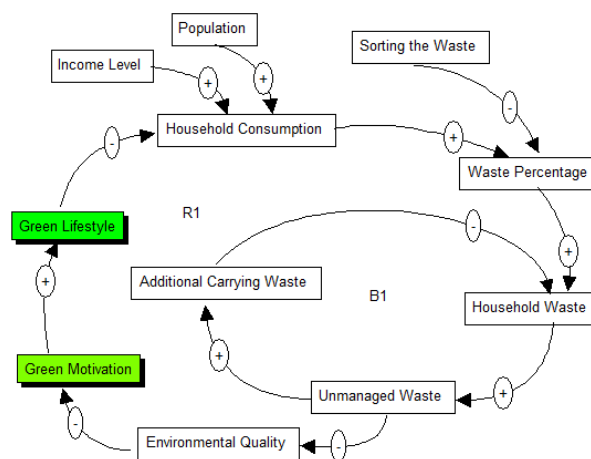 Population
Sorting the Waste
Income Level
+
+
-
Household Consumption
-
+
Waste Percentage
R1
Green Lifestyle
-
+
Additional Carrying Waste
B1
Household Waste
+
+
+
Green Motivation
Unmanaged Waste
-
Environmental Quality
-